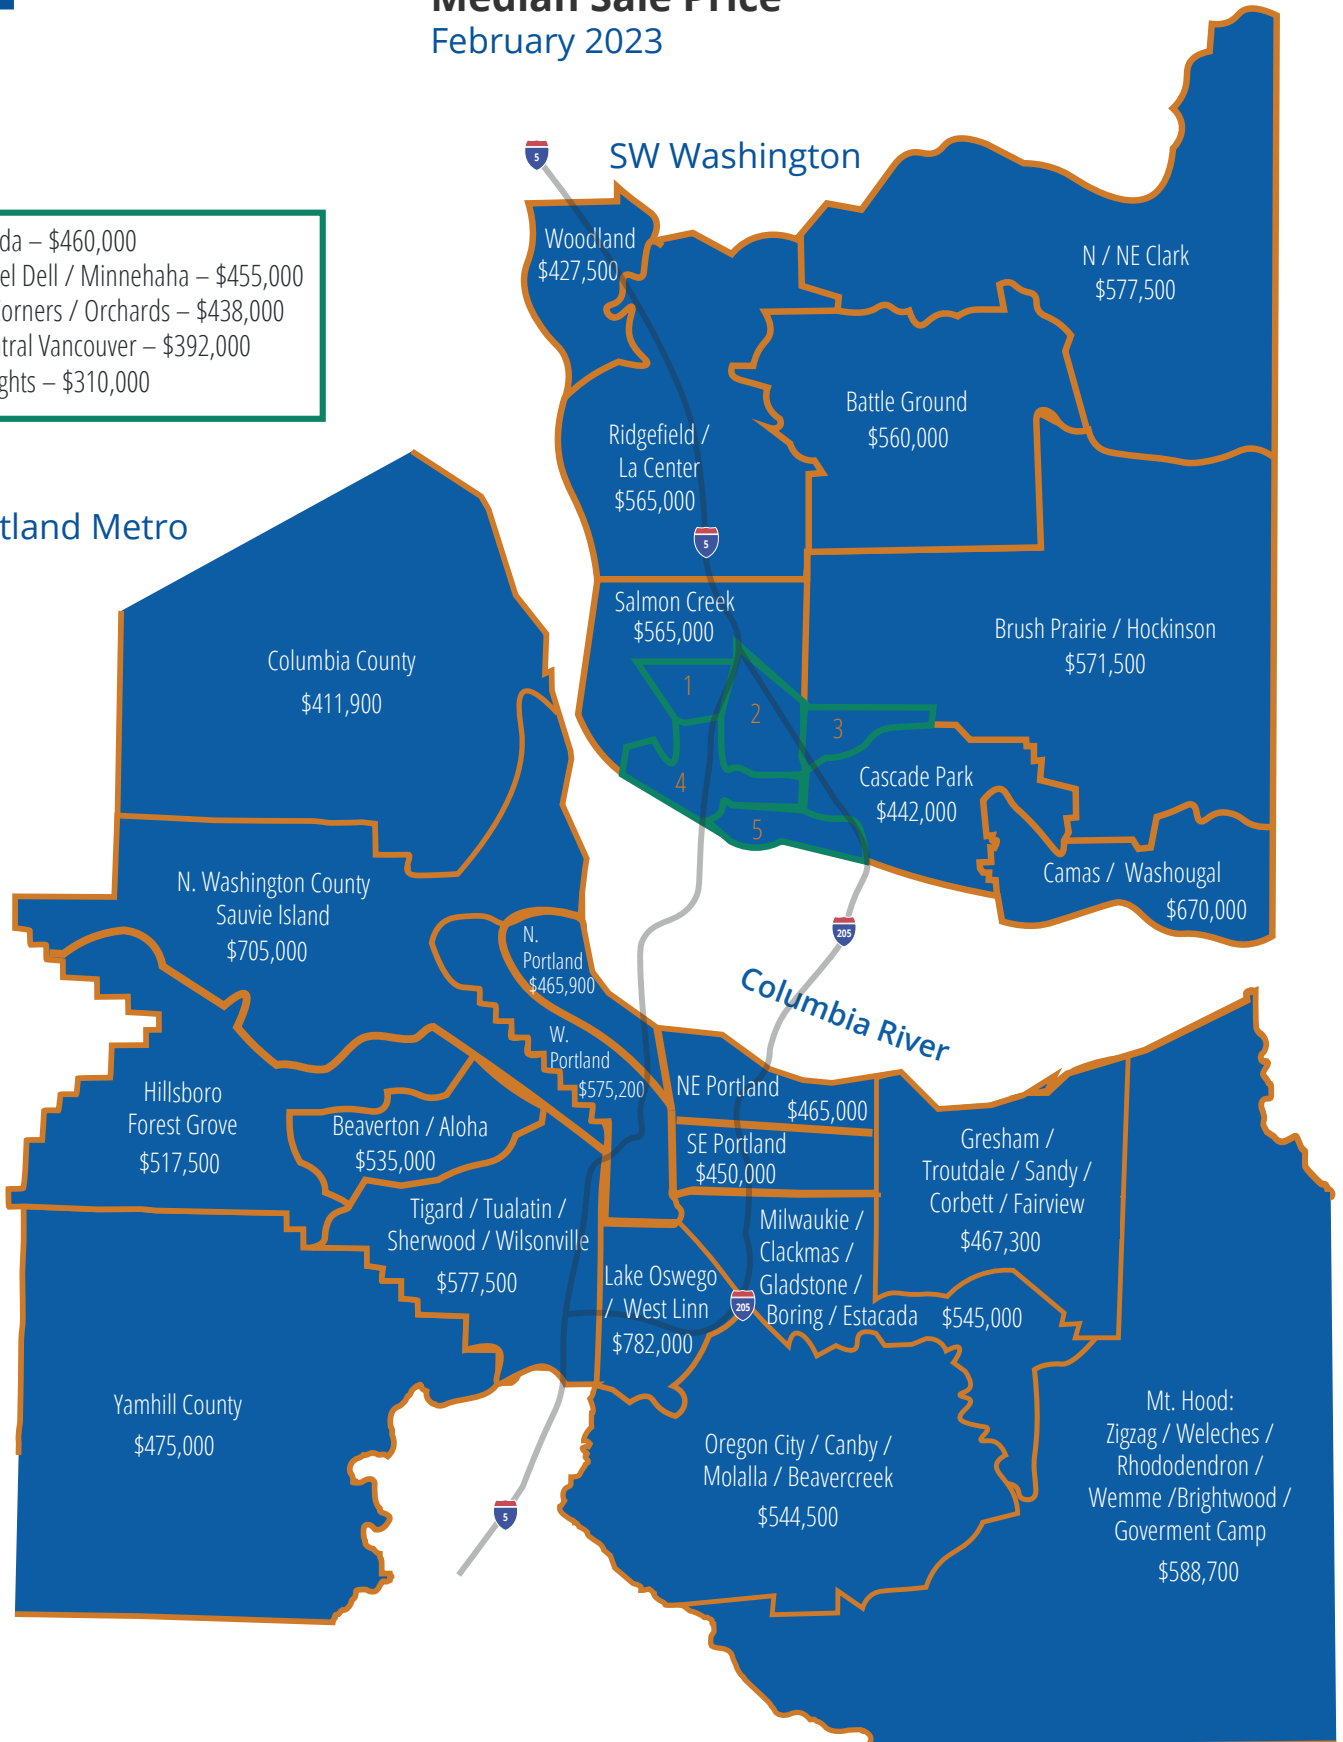 Median Sale Price
February 2023
SW Washington
da – $460,000
el Dell / Minnehaha – $455,000
orners / Orchards – $438,000
tral Vancouver – $392,000
ghts – $310,000
tland Metro
5
Woodland
$427,500
N / NE Clark
$577,500
Battle Ground
$560,000
Ridgefield /
La Center
$565,000
5
Salmon Creek
$565,000
Brush Prairie / Hockinson
$571,500
1
2
3
4
5
Cascade Park
$442,000
Camas / Washougal
$670,000
205
Columbia River
Columbia County
$411,900
N. Washington County
Sauvie Island
$705,000
N.
Portland
$465,900
W.
Portland
$575,200
NE Portland
$465,000
SE Portland
$450,000
Hillsboro
Forest Grove
$517,500
Beaverton / Aloha
$535,000
Tigard / Tualatin /
Sherwood / Wilsonville
$577,500
Gresham /
Troutdale / Sandy /
Corbett / Fairview
$467,300
Milwaukie /
Clackmas /
Gladstone /
Boring / Estacada $545,000
Lake Oswego
/ West Linn
$782,000
205
Yamhill County
$475,000
5
Oregon City / Canby /
Molalla / Beavercreek
$544,500
Mt. Hood:
Zigzag / Weleches /
Rhododendron /
Wemme /Brightwood /
Goverment Camp
$588,700